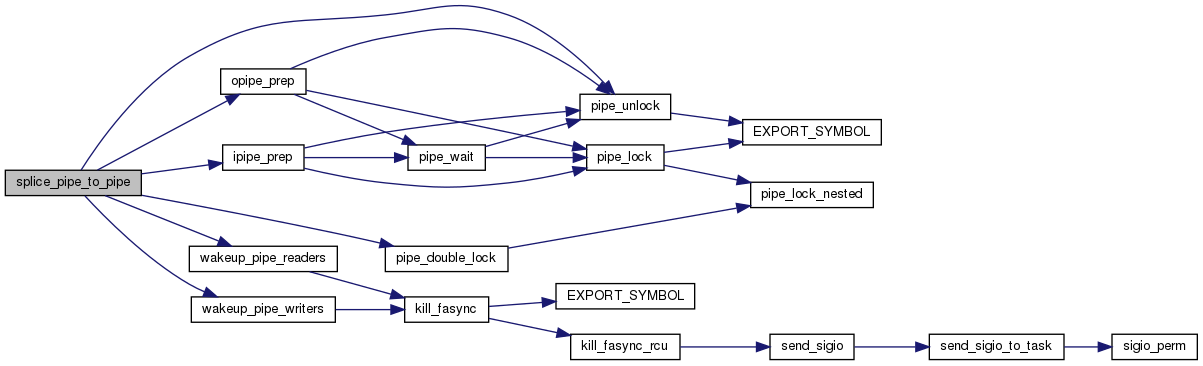 splice_pipe_to_pipe
opipe_prep
ipipe_prep
wakeup_pipe_readers
wakeup_pipe_writers
pipe_wait
pipe_double_lock
kill_fasync
pipe_unlock
pipe_lock
EXPORT_SYMBOL
pipe_lock_nested
EXPORT_SYMBOL
kill_fasync_rcu
send_sigio
send_sigio_to_task
sigio_perm